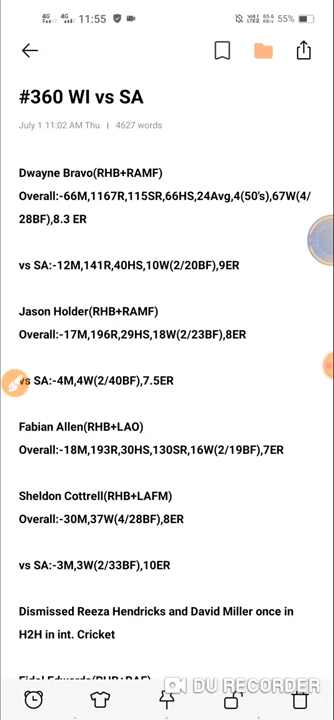 4G 4G 11:55 55%
#360 WI vs SA
July 1 11:02 AM Thu | 4627 words
Dwayne Bravo(RHB+RAMF)
Overall:-66M,1167R,115SR,66HS,24Avg,4(50's),67W(4/
28BF),8.3 ER
vs SA:-12M,141R,40HS,10W(2/20BF),9ER
Jason Holder(RHB+RAMF)
Overall:-17M,196R,29HS,18W(2/23BF),8ER
vs SA:-4M,4W(2/40BF),7.5ER
Fabian Allen(RHB+LAO)
Overall:-18M,193R,30HS,130SR,16W(2/19BF),7ER
Sheldon Cottrell(RHB+LAFM)
Overall:-30M,37W(4/28BF),8ER
vs SA:-3M,3W(2/33BF),10ER
Dismissed Reeza Hendricks and David Miller once in
H2H in int. Cricket
DU RECORDER